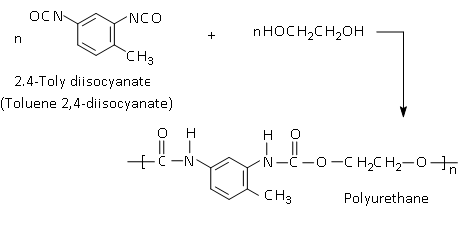 n OCN NCO CH₃ + nHOCH₂CH₂OH
2.4-Toly diisocyanate
(Toluene 2,4-diisocyanate)
O H H O
[ C N N C O CH₂CH₂ O ]n
CH₃
Polyurethane